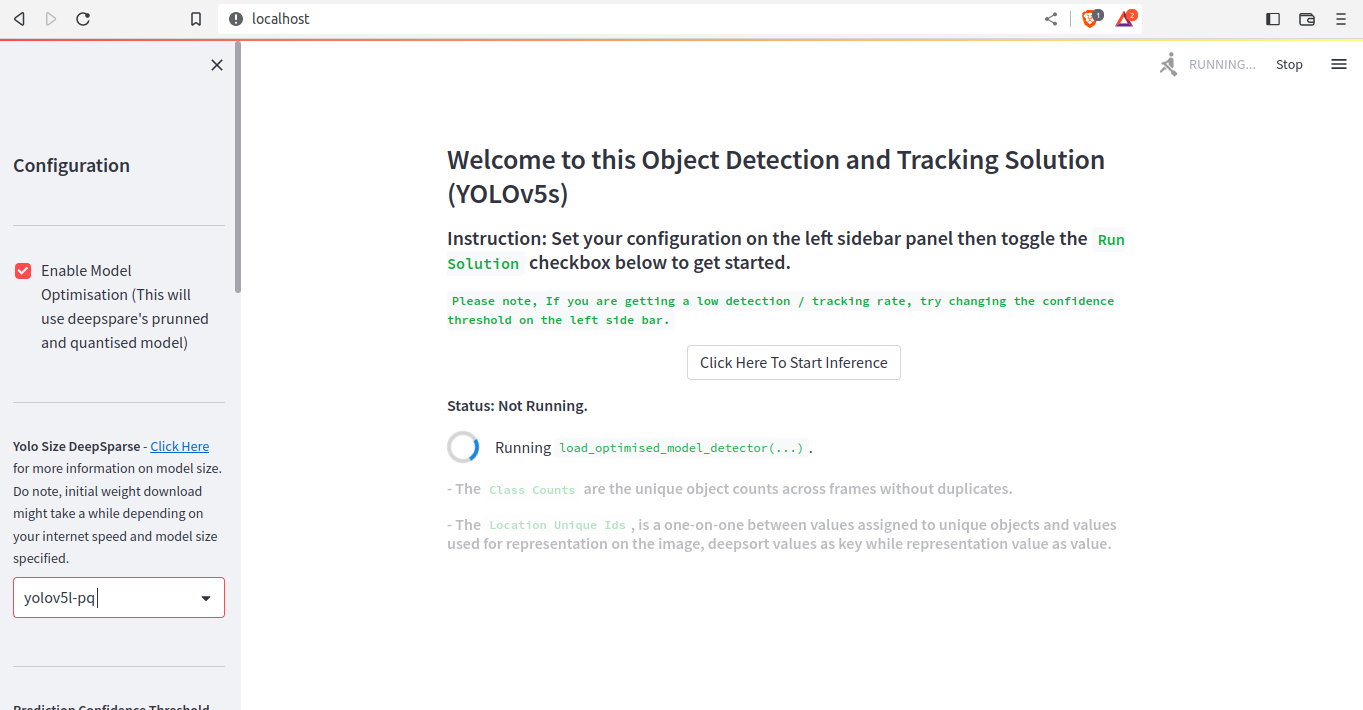 localhost
1
2
RUNNING...
Stop
Configuration
Enable Model
Optimisation (This will
use deepspare's prunned
and quantised model)
Yolo Size DeepSparse - Click Here
for more information on model size.
Do note, initial weight download
might take a while depending on
your internet speed and model size
specified.
yolov5l-pq
Prediction Confidence Threshold
Welcome to this Object Detection and Tracking Solution
(YOLOv5s)
Instruction: Set your configuration on the left sidebar panel then toggle the Run
Solution checkbox below to get started.
Please note, If you are getting a low detection / tracking rate, try changing the confidence
threshold on the left side bar.
Click Here To Start Inference
Status: Not Running.
Running load_optimised_model_detector(...) .
- The Class Counts are the unique object counts across frames without duplicates.
- The Location Unique Ids , is a one-on-one between values assigned to unique objects and values
used for representation on the image, deepsort values as key while representation value as value.